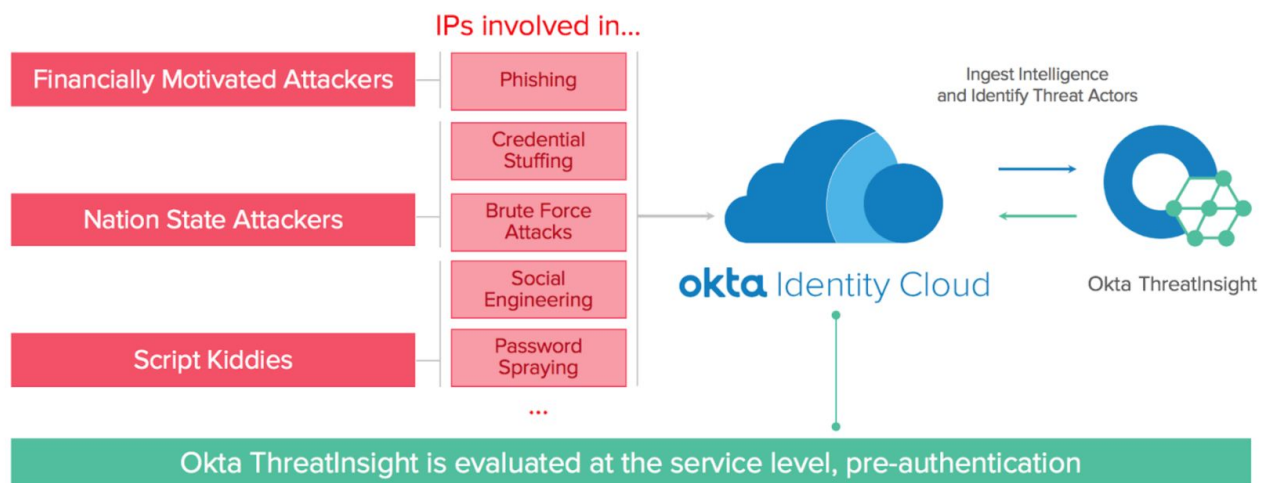 IPs involved in...
Financially Motivated Attackers
Nation State Attackers
Script Kiddies
Phishing
Credential
Stuffing
Brute Force
Attacks
Social
Engineering
Password
Spraying
...
okta Identity Cloud
Ingest Intelligence
and Identify Threat Actors
Okta ThreatInsight
Okta ThreatInsight is evaluated at the service level, pre-authentication